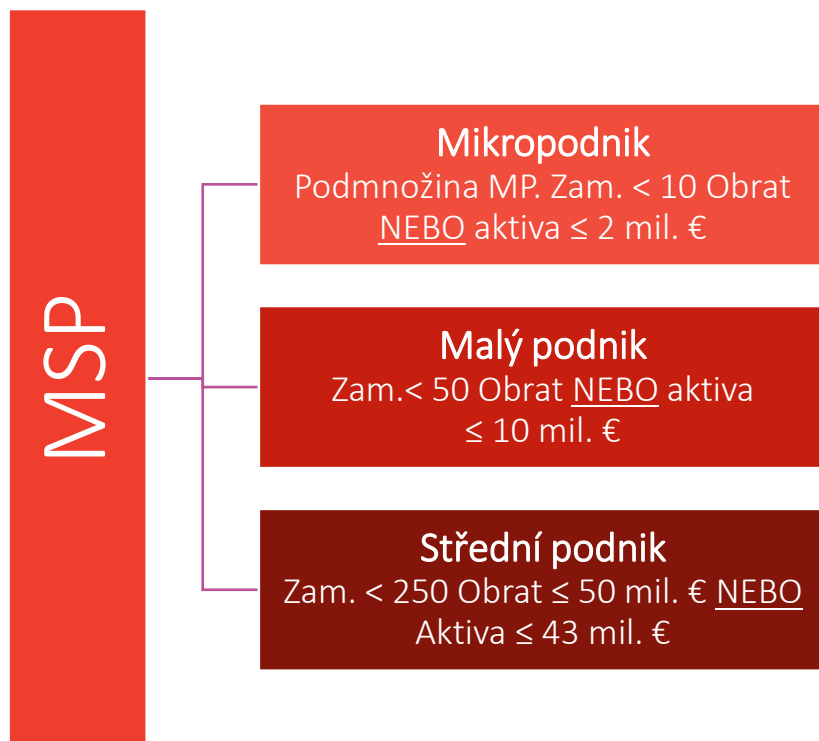 MSP
Mikropodnik
Podmnožina MP. Zam. < 10 Obrat
NEBO aktiva ≤ 2 mil. €
Malý podnik
Zam.< 50 Obrat NEBO aktiva
≤ 10 mil. €
Střední podnik
Zam. < 250 Obrat ≤ 50 mil. € NEBO
Aktiva ≤ 43 mil. €